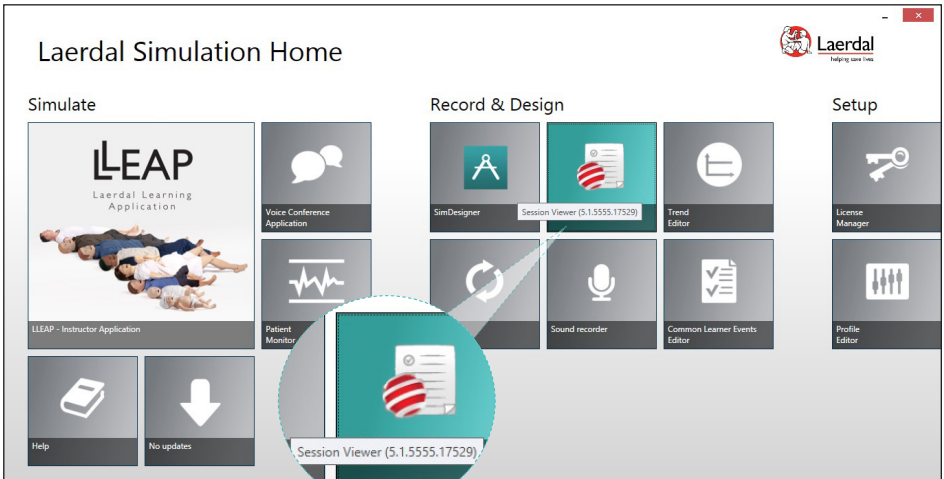 Laerdal Simulation Home
Laerdal
helping save lives
Simulate
LLEAP
Laerdal Learning
Application
LLEAP - Instructor Application
Voice Conference
Application
Patient
Monitor
Help
No updates
Record & Design
SimDesigner
Session Viewer (5.1.5555.17529)
Trend
Editor
Sound recorder
Common Learner Events
Editor
Session Viewer (5.1.5555.17529)
Setup
License
Manager
Profile
Editor